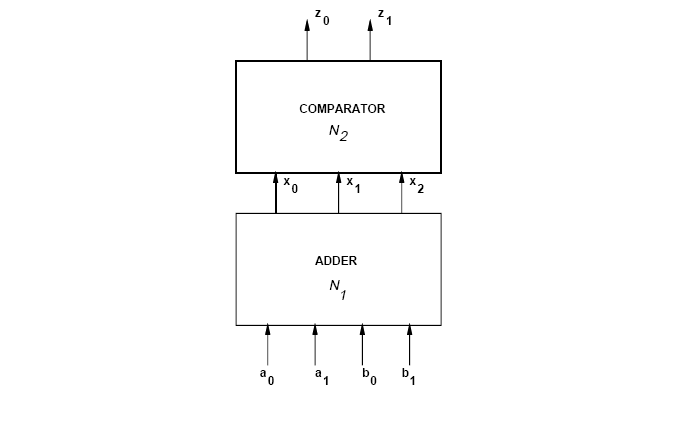 z0 z1
COMPARATOR
N2
x0 x1 x2
ADDER
N1
a0 a1 b0 b1